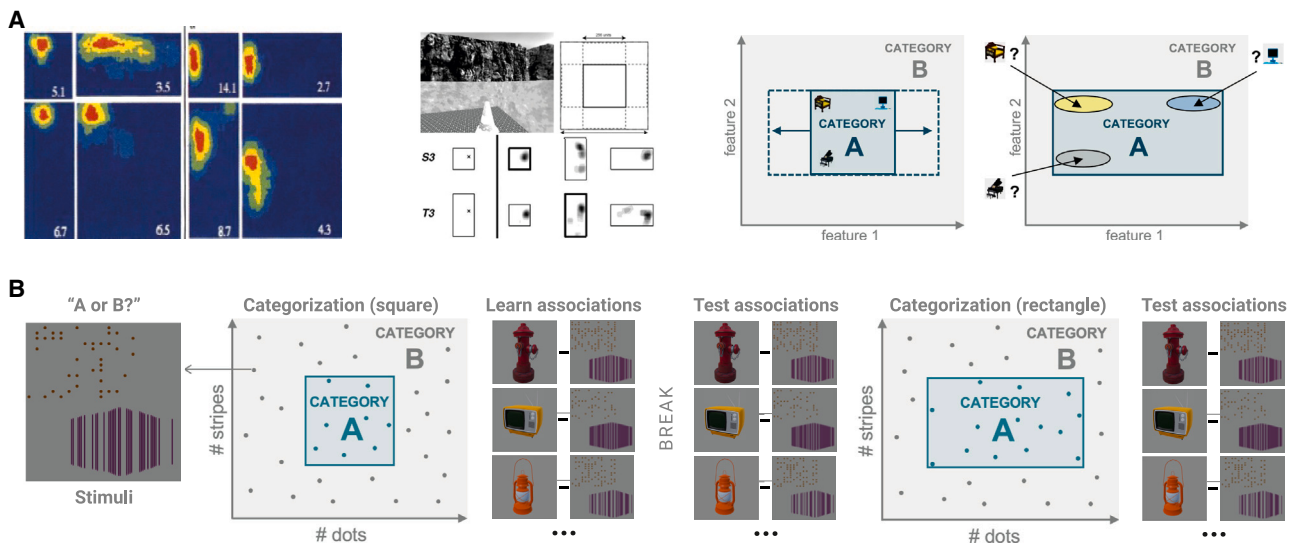 A
5.1
3.5
14.1
2.7
6.7
6.5
8.7
4.3
S3
T3
feature 2
CATEGORY
B
CATEGORY
A
feature 1
feature 2
?
CATEGORY
B
?
CATEGORY
A
?
feature 1
B
"A or B?"
Stimuli
Categorization (square)
# stripes
CATEGORY
B
CATEGORY
A
# dots
Learn associations
•••
BREAK
Test associations
•••
Categorization (rectangle)
# stripes
CATEGORY
B
CATEGORY
A
# dots
Test associations
•••